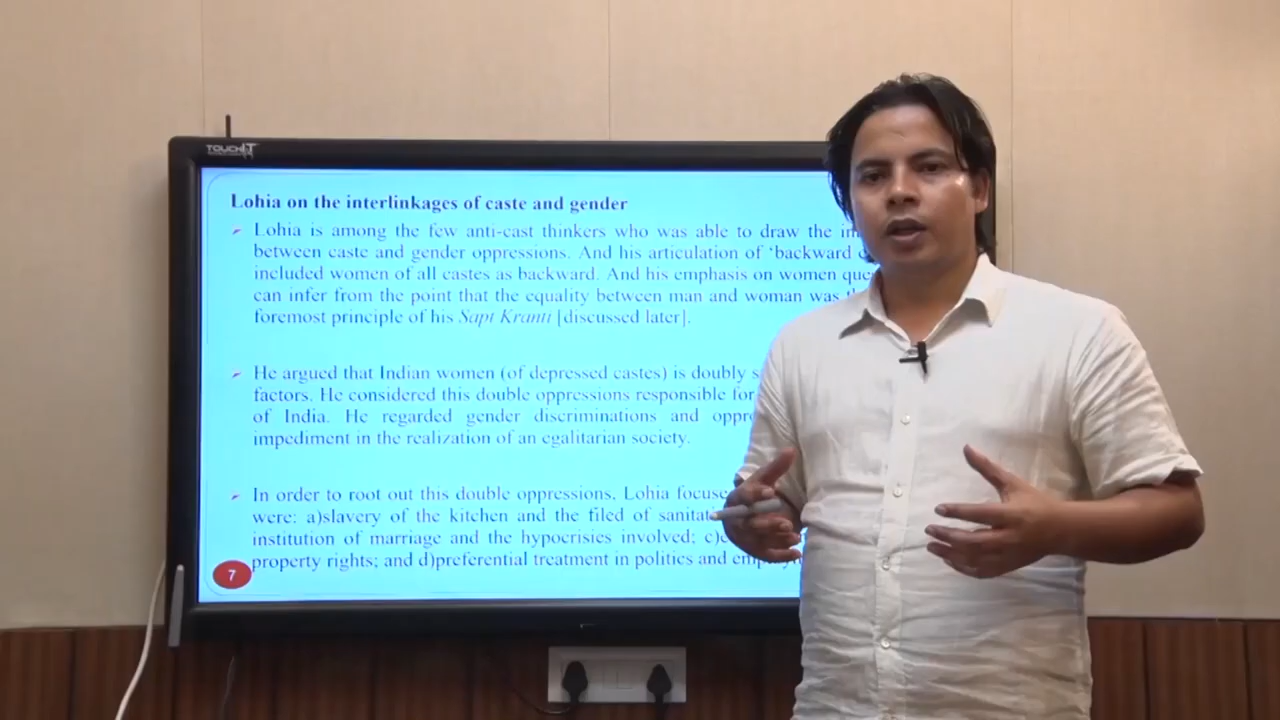 TOUCHIT
Lohia on the interlinkages of caste and gender
Lohia is among the few anti-cast thinkers who was able to draw the
between caste and gender oppressions. And his articulation of ‘backward
included women of all castes as backward. And his emphasis on women
can infer from the point that the equality between man and woman was
foremost principle of his Sapt Kranti [discussed later].
He argued that Indian women (of depressed castes) is doubly
factors. He considered this double oppressions responsible for
of India. He regard gender discriminations and
impediment in the realization of an egalitarian society.
In order to root out this double oppressions, Lohia
were: a)slavery of the kitchen and the filed of
institution of marriage and the hypocrisies involved;
property rights; and d)preferential treatment in politics and
7